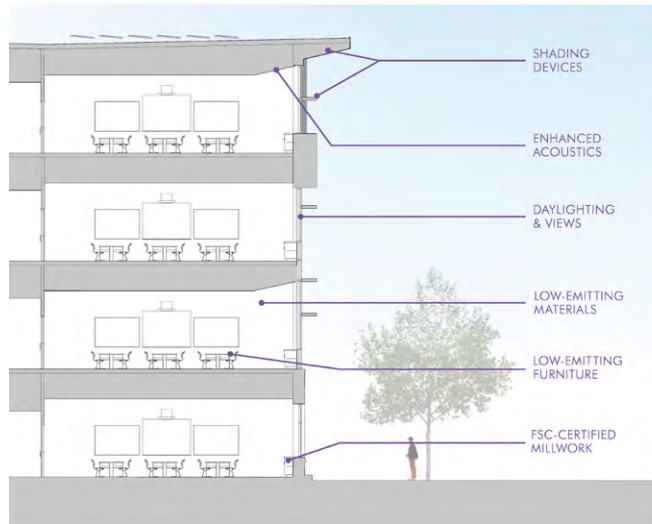 SHADING
DEVICES
ENHANCED
ACOUSTICS
DAYLIGHTING
& VIEWS
LOW-EMITTING
MATERIALS
LOW-EMITTING
FURNITURE
FSC-CERTIFIED
MILLWORK